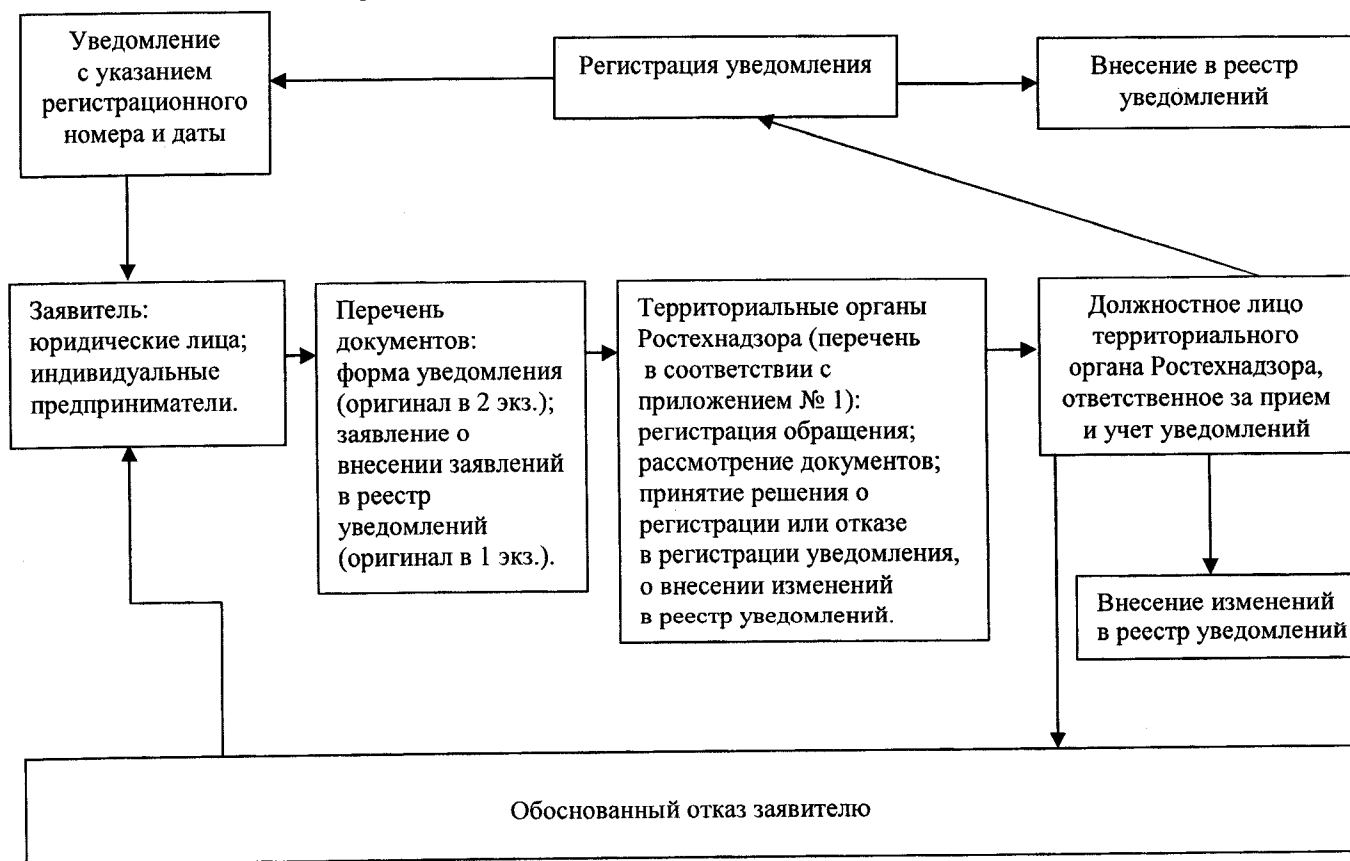 Уведомление
с указанием
регистрационного
номера и даты
Регистрация уведомления
Внесение в реестр
уведомлений
Заявитель:
юридические лица;
индивидуальные
предприниматели.
Перечень
документов:
форма уведомления
(оригинал в 2 экз.);
заявление о
внесении заявлений
в реестр
уведомлений
(оригинал в 1 экз.).
Территориальные органы
Ростехнадзора (перечень
в соответствии с
приложением № 1):
регистрация обращения;
рассмотрение документов;
принятие решения о
регистрации или отказе
в регистрации уведомления,
о внесении изменений
в реестр уведомлений.
Должностное лицо
территориального
органа Ростехнадзора,
ответственное за прием
и учет уведомлений
Внесение изменений
в реестр уведомлений
Обоснованный отказ заявителю